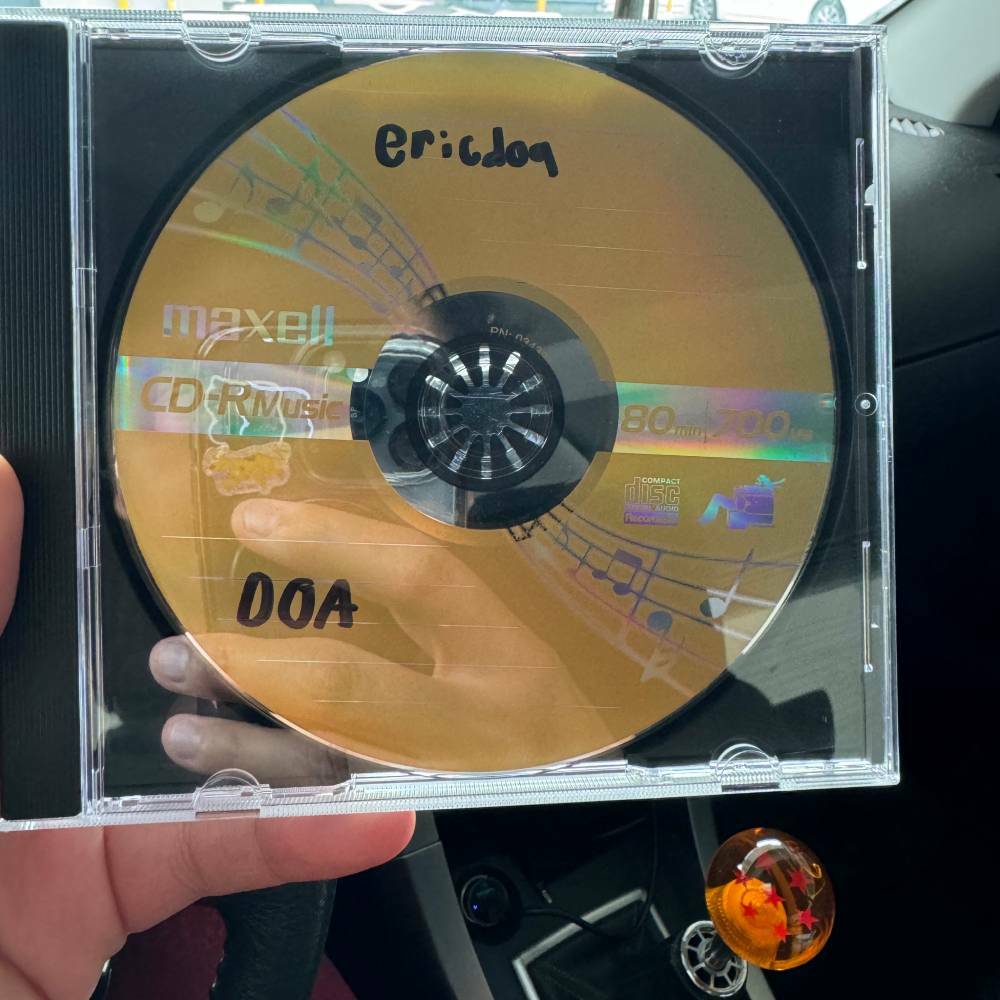 ericdoa
maxell
CD-R Music
80min 700MB
COMPACT
disc
DIGITAL AUDIO
Recordable
DOA